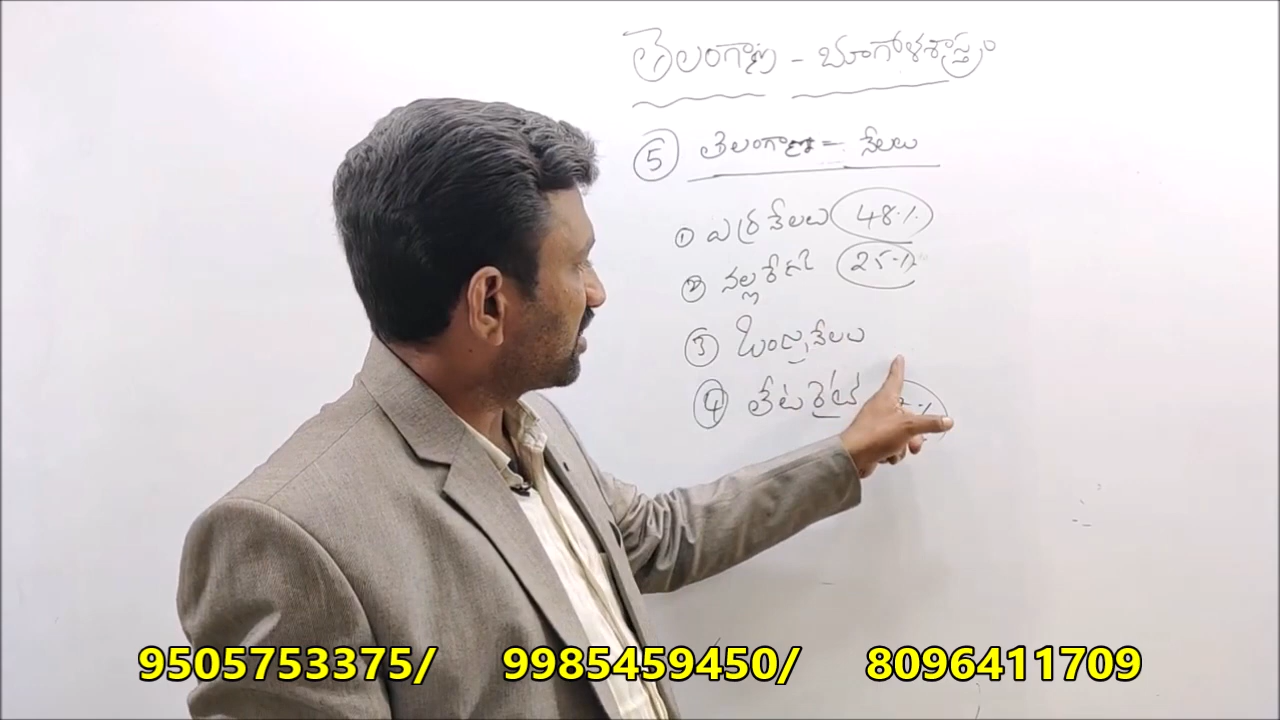 తెలంగాణ - భూగోళశాస్త్రం
⑤ తెలంగాణ = నేలలు
① ఎర్ర నేలలు 48%
② నల్లరేగడి 25%
③ ఓండ్రు నేలలు
④ లేటరైట్
9505753375/ 9985459450/ 8096411709